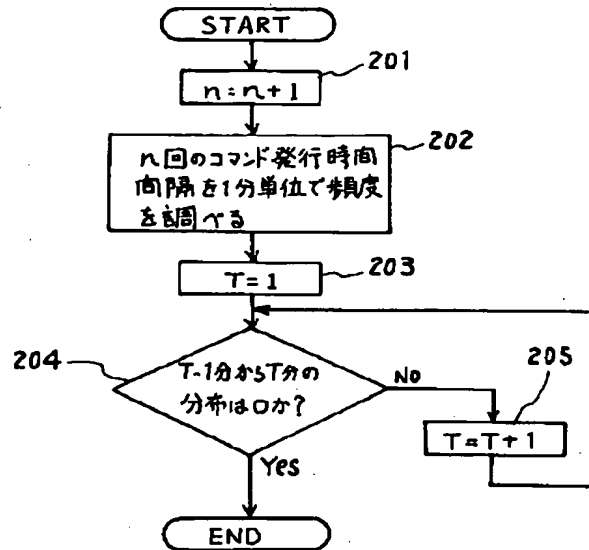 START
201
n=n+1
202
n回のコマンド発行時間
間隔を1分単位で頻度
を調べる
203
T=1
204
T-1分からT分の
分布は0か?
NO
205
T=T+1
Yes
END